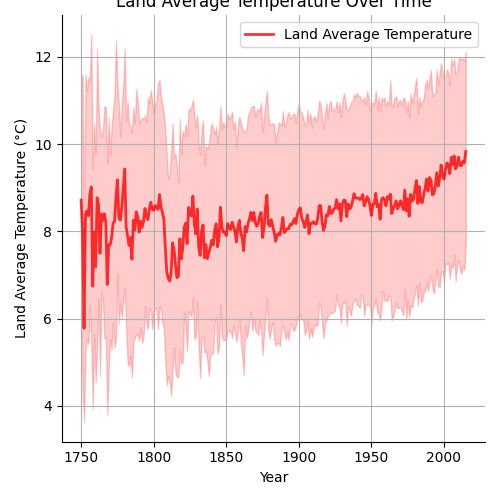 Land Average Temperature Over Time
Land Average Temperature
Land Average Temperature (°C)
12
10
8
6
4
1750
1800
1850
1900
1950
2000
Year